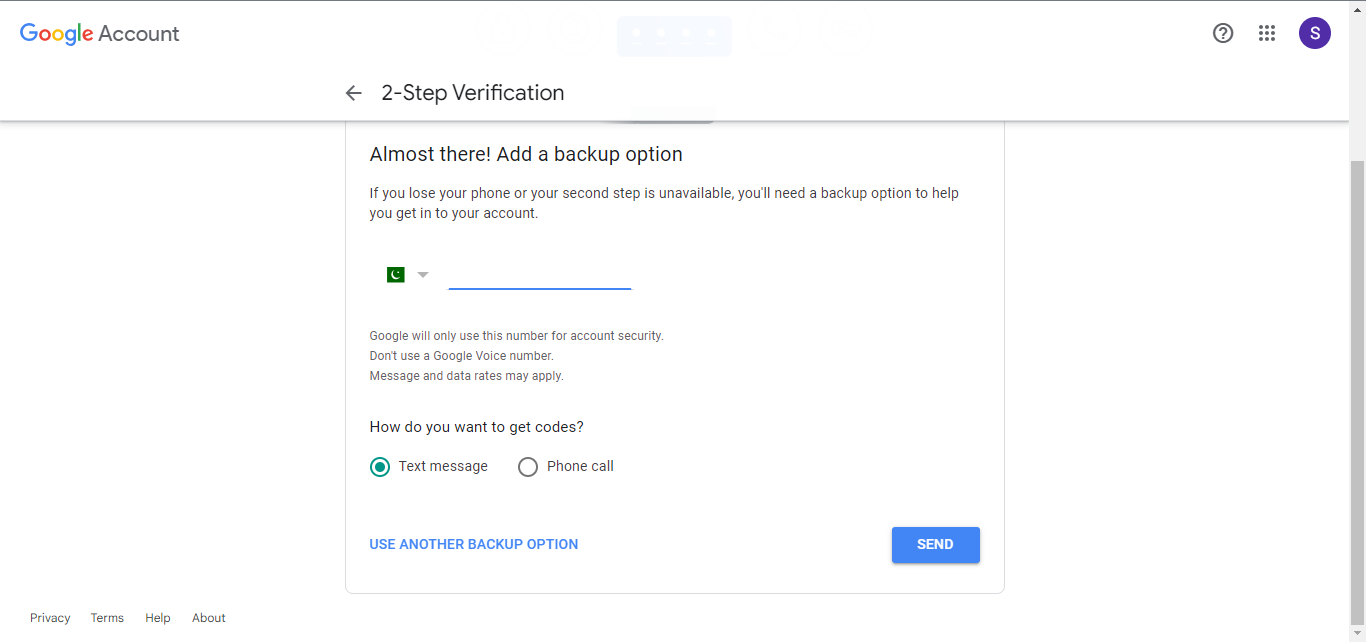 Google Account
S
2-Step Verification
Almost there! Add a backup option
If you lose your phone or your second step is unavailable, you'll need a backup option to help
you get in to your account.
Google will only use this number for account security.
Don't use a Google Voice number.
Message and data rates may apply.
How do you want to get codes?
Text message Phone call
USE ANOTHER BACKUP OPTION SEND
Privacy Terms Help About